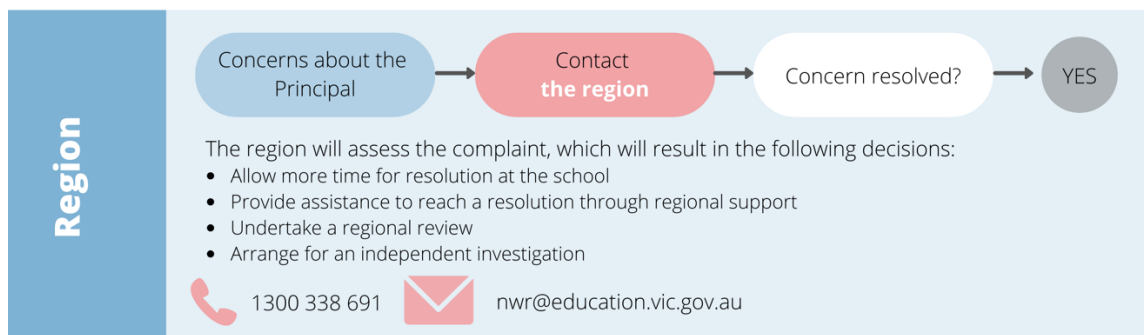 Region
Concerns about the
Principal
Contact
the region
Concern resolved?
YES
The region will assess the complaint, which will result in the following decisions:
• Allow more time for resolution at the school
• Provide assistance to reach a resolution through regional support
• Undertake a regional review
• Arrange for an independent investigation
1300 338 691
nwr@education.vic.gov.au